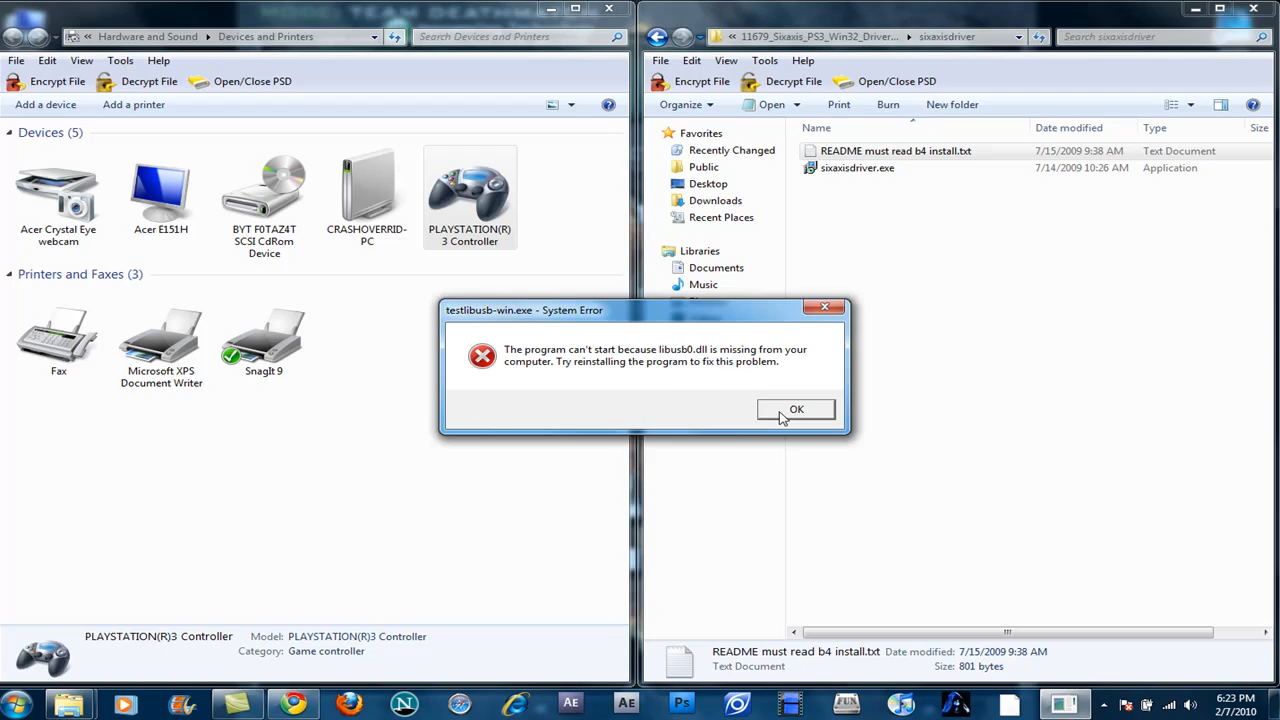 Hardware and Sound
Devices and Printers
Search Devices and Printers
File
Edit
View
Tools
Help
Encrypt File
Decrypt File
Open/Close PSD
Add a device
Add a printer
Devices (5)
Acer Crystal Eye
webcam
Acer E151H
BYT F0TAZ4T
SCSI CdRom
Device
CRASHOVERRID-
PC
PLAYSTATION(R)
3 Controller
Printers and Faxes (3)
Fax
Microsoft XPS
Document Writer
SnagIt 9
PLAYSTATION(R)3 Controller
Model: PLAYSTATION(R)3 Controller
Category: Game controller
11679_Sixaxis_PS3_Win32_Driver...
sixaxisdriver
Search sixaxisdriver
File
Edit
View
Tools
Help
Encrypt File
Decrypt File
Open/Close PSD
Organize
Open
Print
Burn
New folder
Favorites
Recently Changed
Public
Desktop
Downloads
Recent Places
Libraries
Documents
Music
Name
Date modified
Type
Size
README must read b4 install.txt
7/15/2009 9:38 AM
Text Document
sixaxisdriver.exe
7/14/2009 10:26 AM
Application
testlibusb-win.exe - System Error
The program can't start because libusb0.dll is missing from your
computer. Try reinstalling the program to fix this problem.
OK
README must read b4 install.txt
Date modified: 7/15/2009 9:38 AM
Text Document
Size: 801 bytes
N
Ae
Ae
Ps
FUN
6:23 PM
2/7/2010